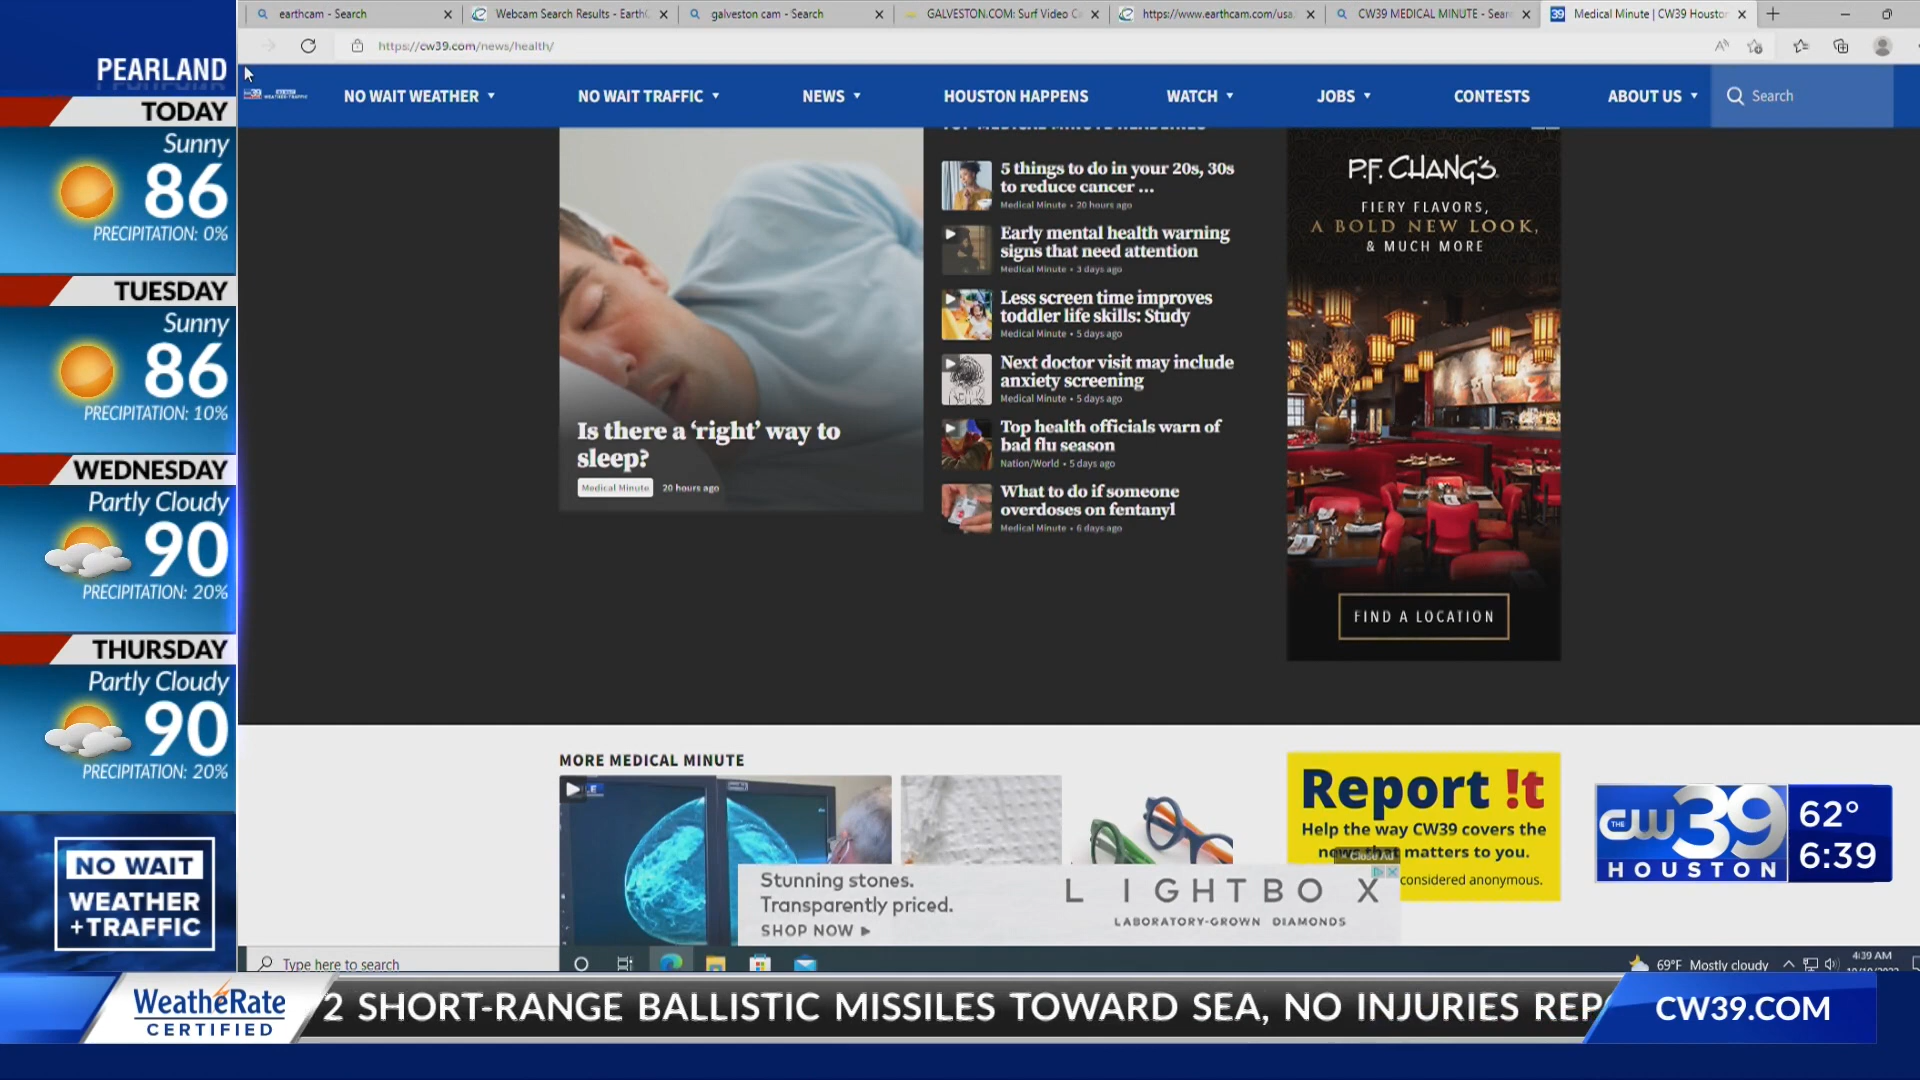 earthcam - Search
Webcam Search Results - Earth
galveston cam - Search
GALVESTON.COM: Surf Video C
https://www.earthcam.com/usa
CW39 MEDICAL MINUTE - Sear
Medical Minute | CW39 Houston
https://cw39.com/news/health/
NO WAIT WEATHER
NO WAIT TRAFFIC
NEWS
HOUSTON HAPPENS
WATCH
JOBS
CONTESTS
ABOUT US
Search
PEARLAND
TODAY
Sunny
86
PRECIPITATION: 0%
TUESDAY
Sunny
86
PRECIPITATION: 10%
WEDNESDAY
Partly Cloudy
90
PRECIPITATION: 20%
THURSDAY
Partly Cloudy
90
PRECIPITATION: 20%
NO WAIT
WEATHER
+TRAFFIC
Is there a ‘right’ way to
sleep?
Medical Minute 20 hours ago
TOP MEDICAL MINUTE HEADLINES
5 things to do in your 20s, 30s
to reduce cancer ...
Medical Minute • 20 hours ago
Early mental health warning
signs that need attention
Medical Minute • 3 days ago
Less screen time improves
toddler life skills: Study
Medical Minute • 5 days ago
Next doctor visit may include
anxiety screening
Medical Minute • 5 days ago
Top health officials warn of
bad flu season
Nation/World • 5 days ago
What to do if someone
overdoses on fentanyl
Medical Minute • 6 days ago
P.F. CHANG'S
FIERY FLAVORS,
A BOLD NEW LOOK,
& MUCH MORE
FIND A LOCATION
MORE MEDICAL MINUTE
Report !t
Help the way CW39 covers the
news that matters to you.
considered anonymous.
Close Ad
Stunning stones.
Transparently priced.
SHOP NOW
LIGHTBOX
LABORATORY-GROWN DIAMONDS
THE CW39
HOUSTON
62°
6:39
Type here to search
69°F Mostly cloudy
4:39 AM
WeatheRate
CERTIFIED
2 SHORT-RANGE BALLISTIC MISSILES TOWARD SEA, NO INJURIES REP
CW39.COM